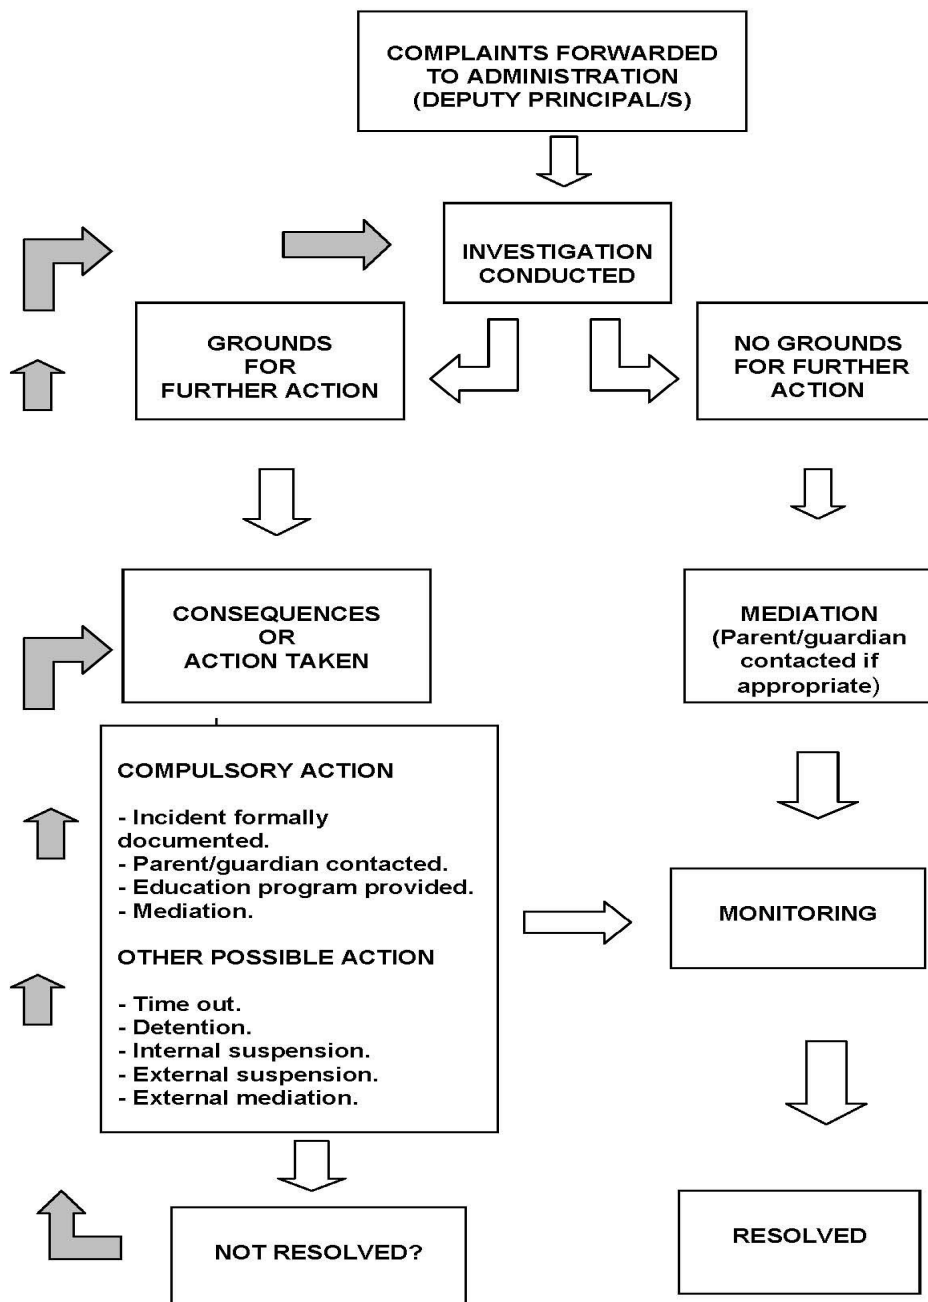 COMPLAINTS FORWARDED
TO ADMINISTRATION
(DEPUTY PRINCIPAL/S)
INVESTIGATION
CONDUCTED
GROUNDS
FOR
FURTHER ACTION
NO GROUNDS
FOR FURTHER
ACTION
CONSEQUENCES
OR
ACTION TAKEN
MEDIATION
(Parent/guardian
contacted if
appropriate)
COMPULSORY ACTION
- Incident formally
documented.
- Parent/guardian contacted.
- Education program provided.
- Mediation.
OTHER POSSIBLE ACTION
- Time out.
- Detention.
- Internal suspension.
- External suspension.
- External mediation.
MONITORING
NOT RESOLVED?
RESOLVED